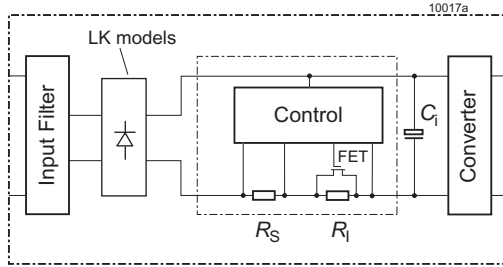 10017a
LK models
Input Filter
Control
FET
Ci
Converter
RS
RI